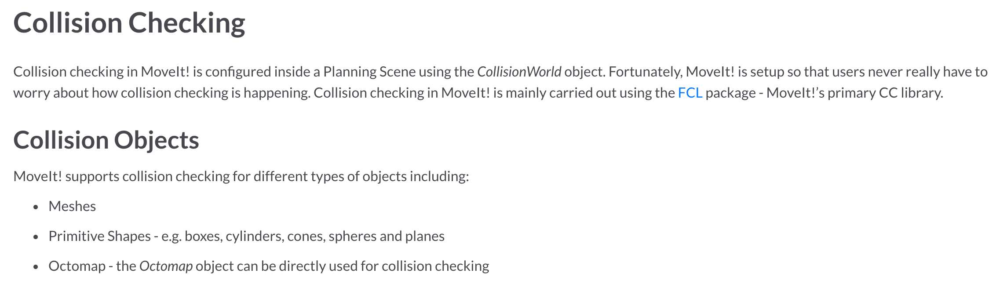 Collision Checking
Collision checking in MoveIt! is configured inside a Planning Scene using the CollisionWorld object. Fortunately, MoveIt! is setup so that users never really have to
worry about how collision checking is happening. Collision checking in MoveIt! is mainly carried out using the FCL package - MoveIt!’s primary CC library.
Collision Objects
MoveIt! supports collision checking for different types of objects including:
• Meshes
• Primitive Shapes - e.g. boxes, cylinders, cones, spheres and planes
• Octomap - the Octomap object can be directly used for collision checking